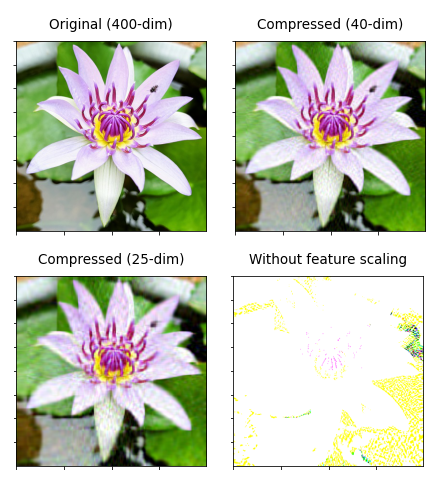 Original (400-dim)
Compressed (40-dim)
Compressed (25-dim)
Without feature scaling